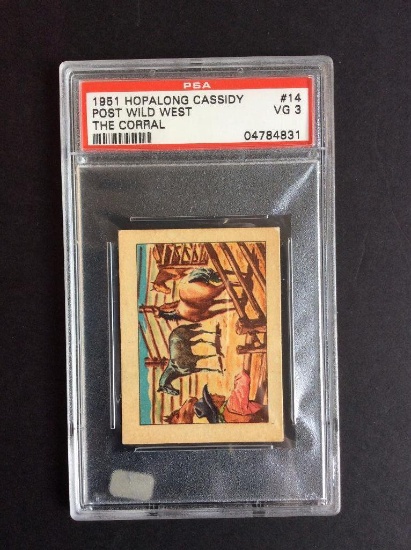 PSA
1951 HOPALONG CASSIDY #14
POST WILD WEST VG 3
THE CORRAL
04784831